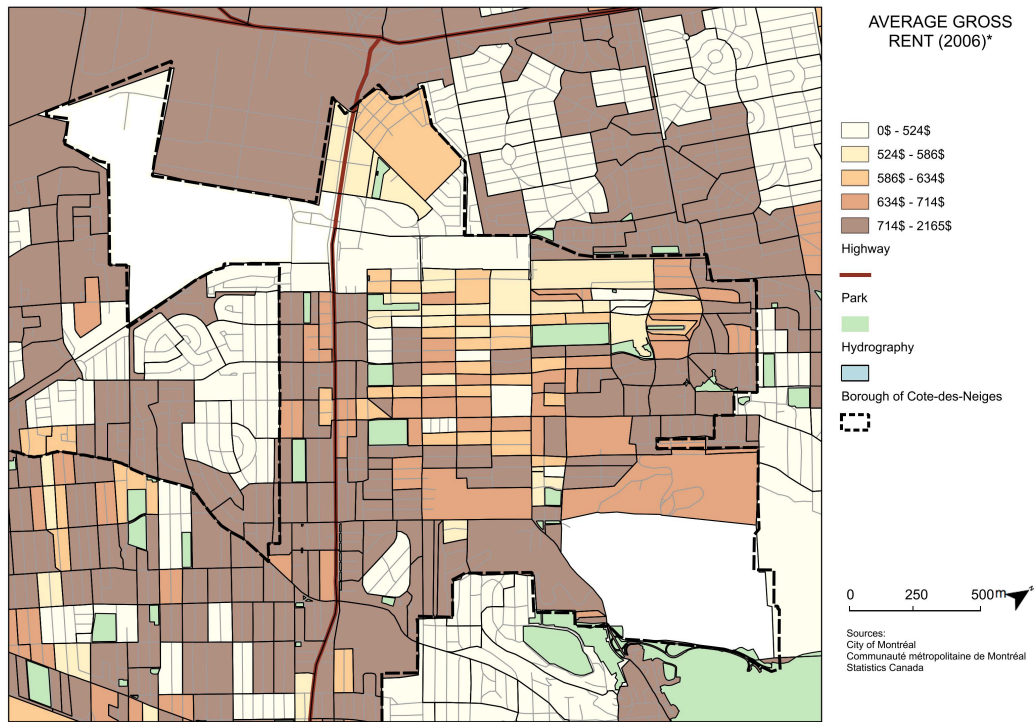 AVERAGE GROSS
RENT (2006)*
0$ - 524$
524$ - 586$
586$ - 634$
634$ - 714$
714$ - 2165$
Highway
Park
Hydrography
Borough of Cote-des-Neiges
0 250 500m N
Sources:
City of Montréal
Communauté métropolitaine de Montréal
Statistics Canada